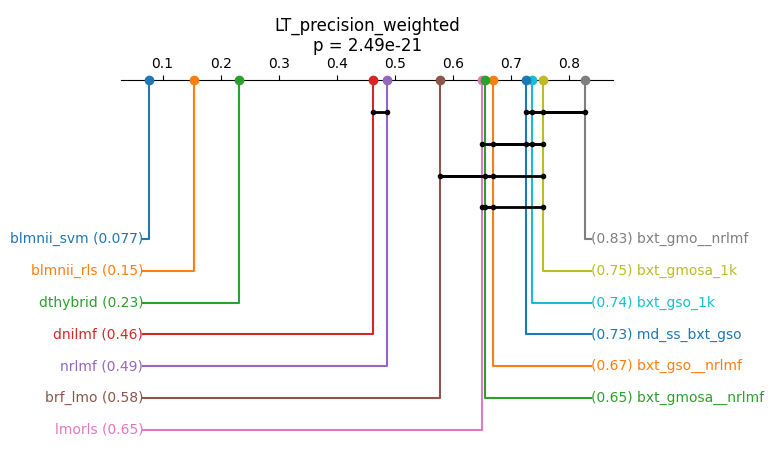 LT_precision_weighted
p = 2.49e-21
0.1 0.2 0.3 0.4 0.5 0.6 0.7 0.8
blmnii_svm (0.077) (0.83) bxt_gmo__nrlmf
blmnii_rls (0.15) (0.75) bxt_gmosa_1k
dthybrid (0.23) (0.74) bxt_gso_1k
dnilmf (0.46) (0.73) md_ss_bxt_gso
nrlmf (0.49) (0.67) bxt_gso__nrlmf
brf_lmo (0.58) (0.65) bxt_gmosa__nrlmf
lmorls (0.65)